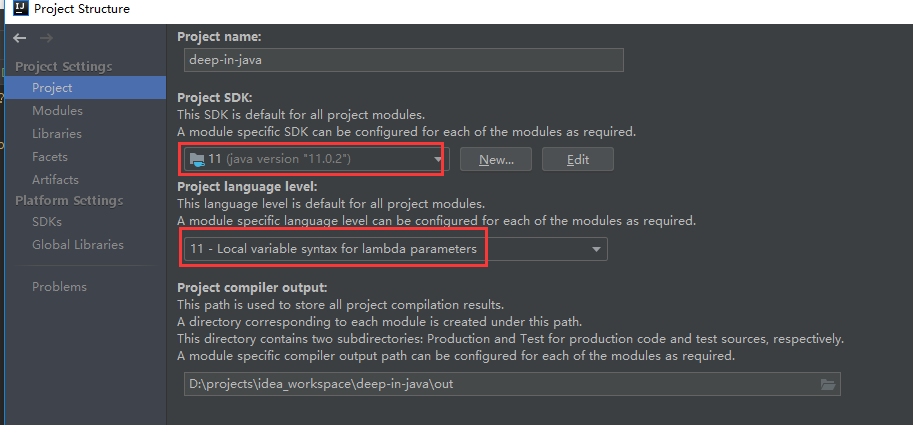 IJ Project Structure
Project Settings
Project
Modules
Libraries
Facets
Artifacts
Platform Settings
SDKs
Global Libraries
Problems
Project name:
deep-in-java
Project SDK:
This SDK is default for all project modules.
A module specific SDK can be configured for each of the modules as required.
11 (java version "11.0.2")
New...
Edit
Project language level:
This language level is default for all project modules.
A module specific language level can be configured for each of the modules as required.
11 - Local variable syntax for lambda parameters
Project compiler output:
This path is used to store all project compilation results.
A directory corresponding to each module is created under this path.
This directory contains two subdirectories: Production and Test for production code and test sources, respectively.
A module specific compiler output path can be configured for each of the modules as required.
D:\projects\idea_workspace\deep-in-java\out